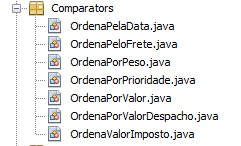 Comparators
OrdenaPelaData.java
OrdenaPeloFrete.java
OrdenaPorPeso.java
OrdenaPorPrioridade.java
OrdenaPorValor.java
OrdenaPorValorDespacho.java
OrdenaValorImposto.java